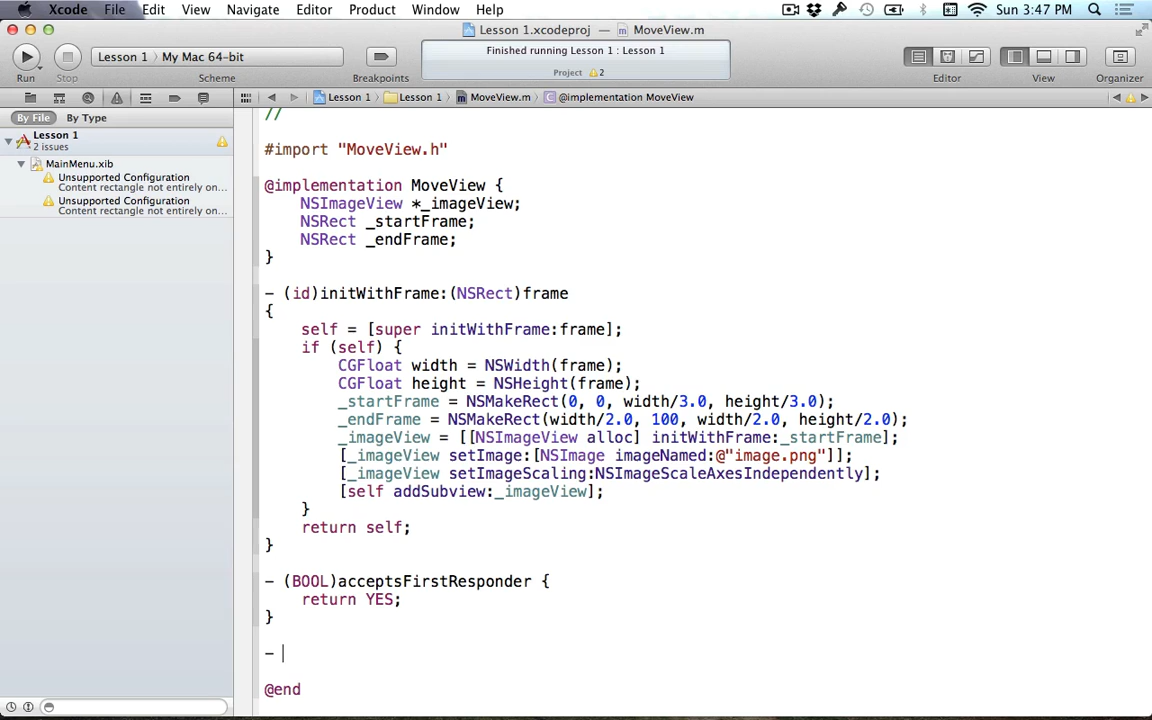 Xcode File Edit View Navigate Editor Product Window Help Sun 3:47 PM
Lesson 1.xcodeproj — MoveView.m
Finished running Lesson 1 : Lesson 1
Lesson 1 My Mac 64-bit
Project 2
Run Stop Scheme Breakpoints Editor View Organizer
Lesson 1 Lesson 1 MoveView.m @implementation MoveView
By File By Type
Lesson 1
2 issues
MainMenu.xib
Unsupported Configuration
Content rectangle not entirely on...
Unsupported Configuration
Content rectangle not entirely on...
//
#import "MoveView.h"
@implementation MoveView {
NSImageView *_imageView;
NSRect _startFrame;
NSRect _endFrame;
}
- (id)initWithFrame:(NSRect)frame
{
self = [super initWithFrame:frame];
if (self) {
CGFloat width = NSWidth(frame);
CGFloat height = NSHeight(frame);
_startFrame = NSMakeRect(0, 0, width/3.0, height/3.0);
_endFrame = NSMakeRect(width/2.0, 100, width/2.0, height/2.0);
_imageView = [[NSImageView alloc] initWithFrame:_startFrame];
[_imageView setImage:[NSImage imageNamed:@"image.png"]];
[_imageView setImageScaling:NSImageScaleAxesIndependently];
[self addSubview:_imageView];
}
return self;
}
- (BOOL)acceptsFirstResponder {
return YES;
}
-
@end